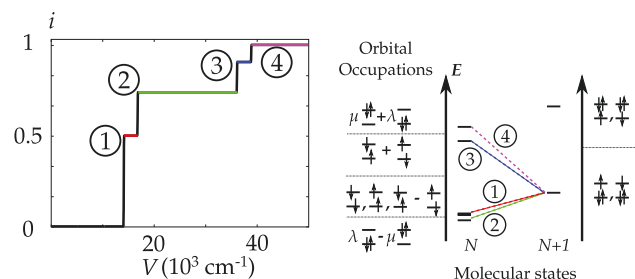 i
1
0.5
0
20
40
V (10³ cm⁻¹)
1
2
3
4
Orbital
Occupations
E
μ + λ
+
, , , -
λ - μ
4
3
1
2
N
N+1
,
,
Molecular states